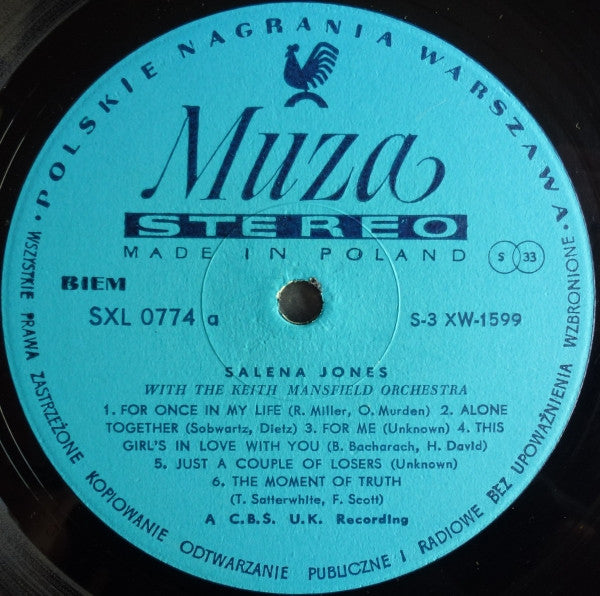 • POLSKIE NAGRANIA WARSZAWA •
Muza
STEREO
MADE IN POLAND
S 33
BIEM
SXL 0774 a
S-3 XW-1599
SALENA JONES
WITH THE KEITH MANSFIELD ORCHESTRA
1. FOR ONCE IN MY LIFE (R. Miller, O. Murden) 2. ALONE
TOGETHER (Sobwartz, Dietz) 3. FOR ME (Unknown) 4. THIS
GIRL'S IN LOVE WITH YOU (B. Bacharach, H. David)
5. JUST A COUPLE OF LOSERS (Unknown)
6. THE MOMENT OF TRUTH
(T. Satterwhite, F. Scott)
A C.B.S. U.K. Recording
WSZYSTKIE PRAWA ZASTRZEŻONE KOPIOWANIE ODTWARZANIE PUBLICZNE I RADIOWE BEZ UPOWAŻNIENIA WZBRONIONE